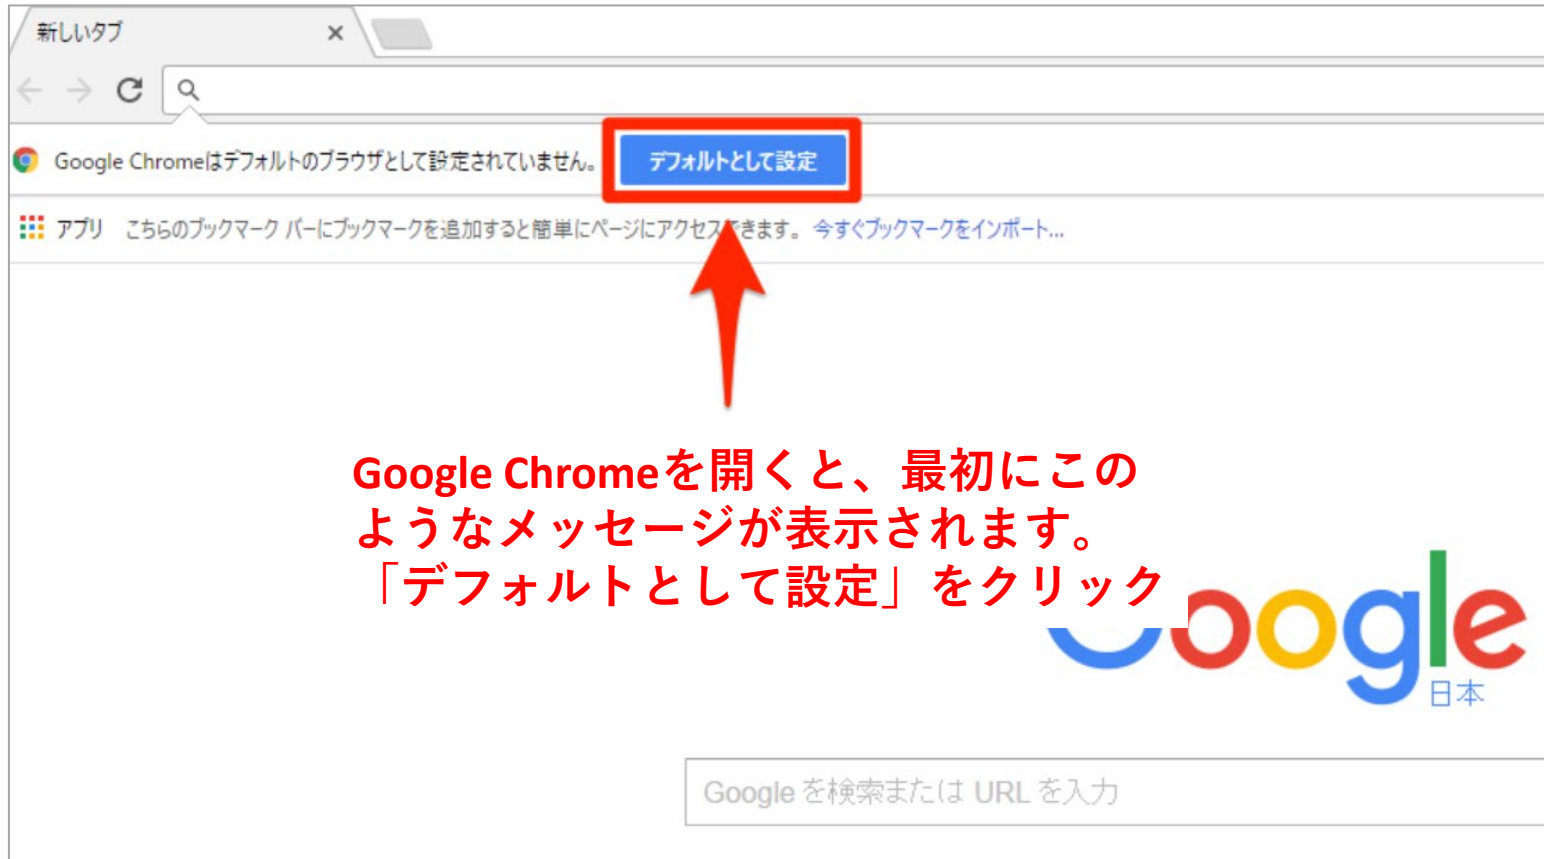 新しいタブ
Google Chromeはデフォルトのブラウザとして設定されていません。 デフォルトとして設定
アプリ こちらのブックマーク バーにブックマークを追加すると簡単にページにアクセスできます。 今すぐブックマークをインポート...
Google Chromeを開くと、最初にこの
ようなメッセージが表示されます。
「デフォルトとして設定」をクリック
Google
日本
Google を検索または URL を入力